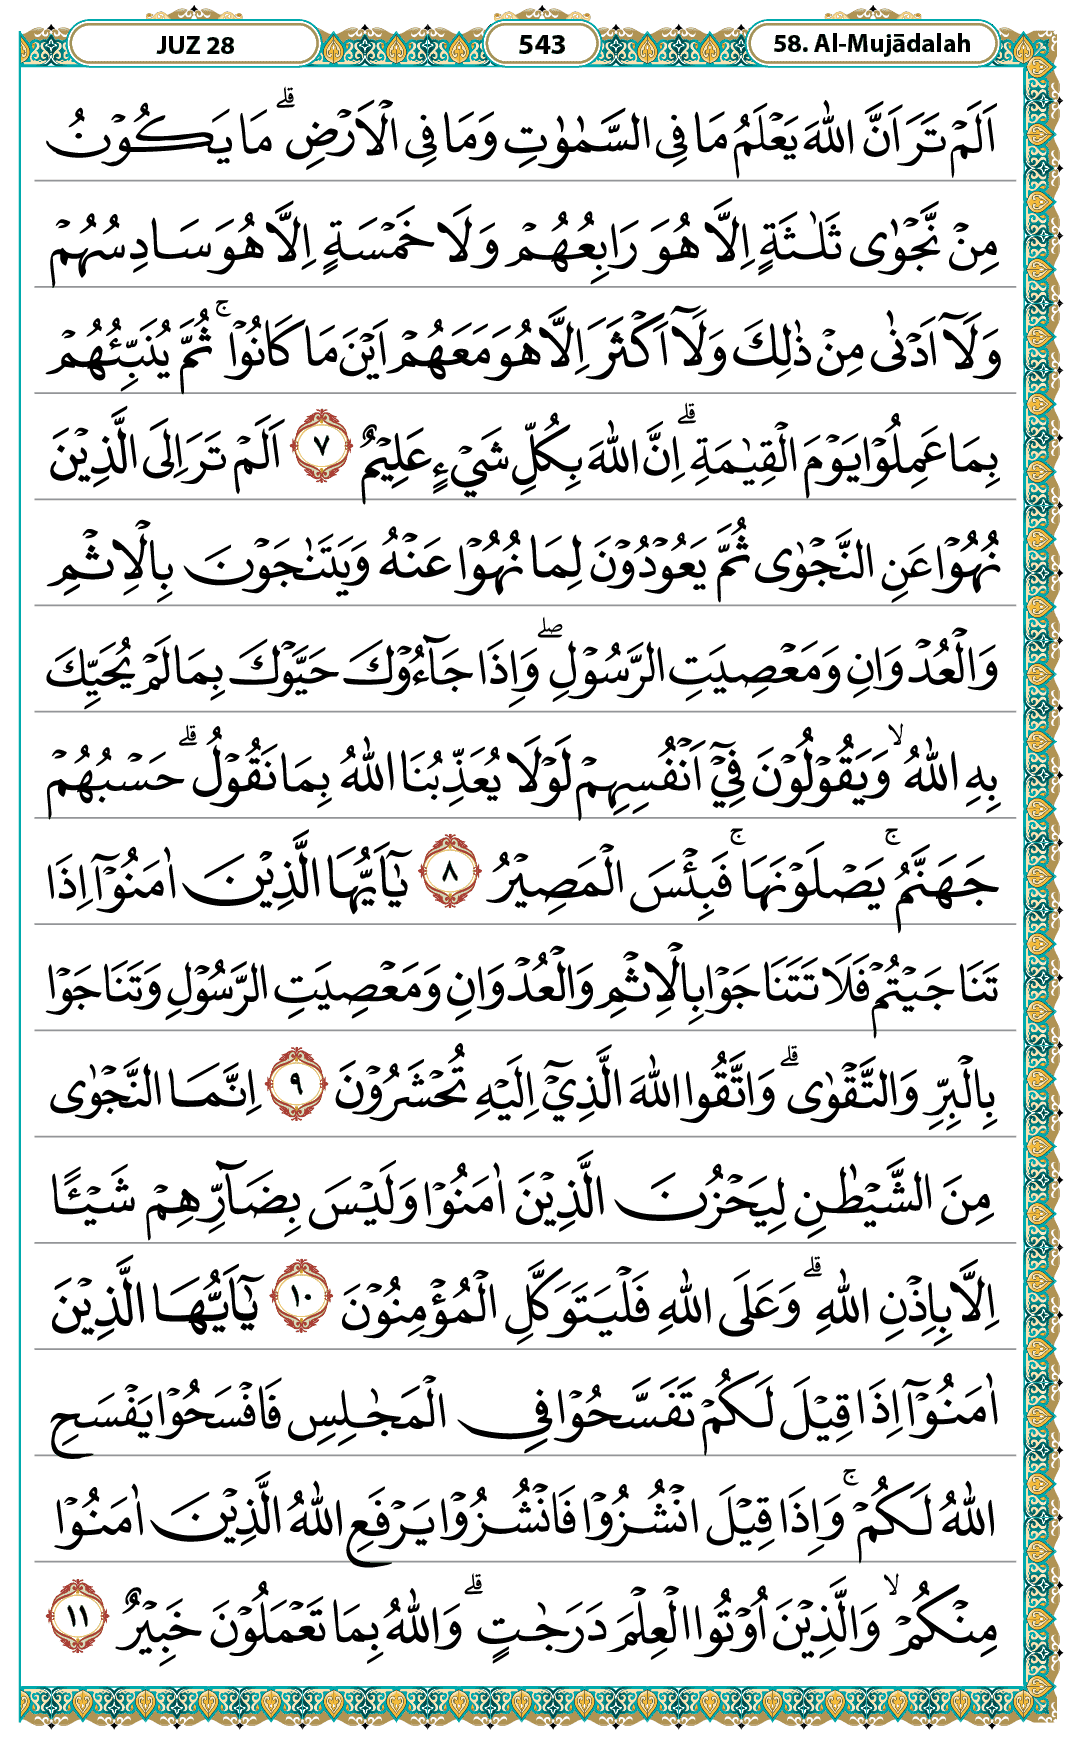 JUZ 28
543
58. Al-Mujādalah
اَلَمْ تَرَ اَنَّ اللّٰهَ يَعْلَمُ مَا فِى السَّمٰوٰتِ وَمَا فِى الْاَرْضِ ۗ مَا يَكُوْنُ
مِنْ نَّجْوٰى ثَلٰثَةٍ اِلَّا هُوَ رَابِعُهُمْ وَلَا خَمْسَةٍ اِلَّا هُوَ سَادِسُهُمْ
وَلَآ اَدْنٰى مِنْ ذٰلِكَ وَلَآ اَكْثَرَ اِلَّا هُوَ مَعَهُمْ اَيْنَ مَا كَانُوْاۚ ثُمَّ يُنَبِّئُهُمْ
بِمَا عَمِلُوْا يَوْمَ الْقِيٰمَةِ ۗاِنَّ اللّٰهَ بِكُلِّ شَيْءٍ عَلِيْمٌ ٧ اَلَمْ تَرَ اِلَى الَّذِيْنَ
نُهُوْا عَنِ النَّجْوٰى ثُمَّ يَعُوْدُوْنَ لِمَا نُهُوْا عَنْهُ وَيَتَنٰجَوْنَ بِالْاِثْمِ
وَالْعُدْوَانِ وَمَعْصِيَتِ الرَّسُوْلِۖ وَاِذَا جَاۤءُوْكَ حَيَّوْكَ بِمَا لَمْ يُحَيِّكَ
بِهِ اللّٰهُ ۙوَيَقُوْلُوْنَ فِيْٓ اَنْفُسِهِمْ لَوْلَا يُعَذِّبُنَا اللّٰهُ بِمَا نَقُوْلُۗ حَسْبُهُمْ
جَهَنَّمُۚ يَصْلَوْنَهَاۚ فَبِئْسَ الْمَصِيْرُ ٨ يٰٓاَيُّهَا الَّذِيْنَ اٰمَنُوْٓا اِذَا
تَنَاجَيْتُمْ فَلَا تَتَنَاجَوْا بِالْاِثْمِ وَالْعُدْوَانِ وَمَعْصِيَتِ الرَّسُوْلِ وَتَنَاجَوْا
بِالْبِرِّ وَالتَّقْوٰىۗ وَاتَّقُوا اللّٰهَ الَّذِيْٓ اِلَيْهِ تُحْشَرُوْنَ ٩ اِنَّمَا النَّجْوٰى
مِنَ الشَّيْطٰنِ لِيَحْزُنَ الَّذِيْنَ اٰمَنُوْا وَلَيْسَ بِضَاۤرِّهِمْ شَيْـًٔا
اِلَّا بِاِذْنِ اللّٰهِ ۗوَعَلَى اللّٰهِ فَلْيَتَوَكَّلِ الْمُؤْمِنُوْنَ ١٠ يٰٓاَيُّهَا الَّذِيْنَ
اٰمَنُوْٓا اِذَا قِيْلَ لَكُمْ تَفَسَّحُوْا فِى الْمَجٰلِسِ فَافْسَحُوْا يَفْسَحِ
اللّٰهُ لَكُمْۚ وَاِذَا قِيْلَ انْشُزُوْا فَانْشُزُوْا يَرْفَعِ اللّٰهُ الَّذِيْنَ اٰمَنُوْا
مِنْكُمْۙ وَالَّذِيْنَ اُوْتُوا الْعِلْمَ دَرَجٰتٍۗ وَاللّٰهُ بِمَا تَعْمَلُوْنَ خَبِيْرٌ ١١